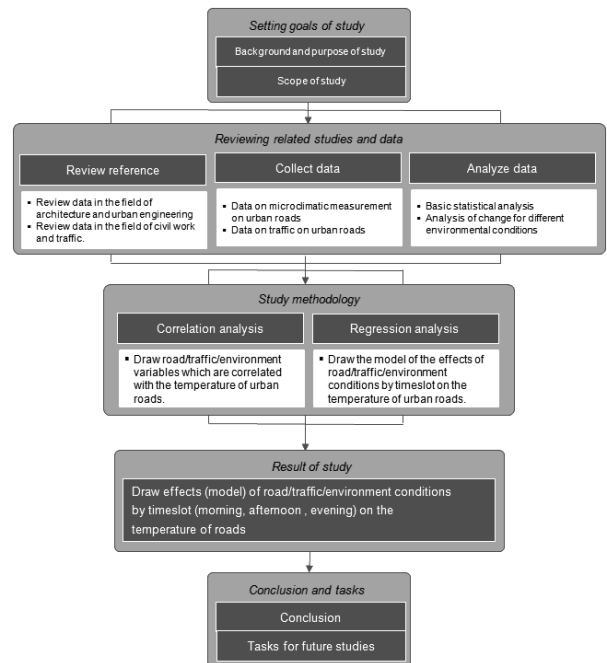 Setting goals of study
Background and purpose of study
Scope of study
Reviewing related studies and data
Review reference
▪ Review data in the field of
architecture and urban engineering
▪ Review data in the field of civil work
and traffic.
Collect data
▪ Data on microclimatic measurement
on urban roads
▪ Data on traffic on urban roads
Analyze data
▪ Basic statistical analysis
▪ Analysis of change for different
environmental conditions
Study methodology
Correlation analysis
▪ Draw road/traffic/environment
variables which are correlated
with the temperature of urban
roads.
Regression analysis
▪ Draw the model of the effects of
road/traffic/environment
conditions by timeslot on the
temperature of urban roads.
Result of study
Draw effects (model) of road/traffic/environment conditions
by timeslot (morning, afternoon , evening) on the
temperature of roads
Conclusion and tasks
Conclusion
Tasks for future studies